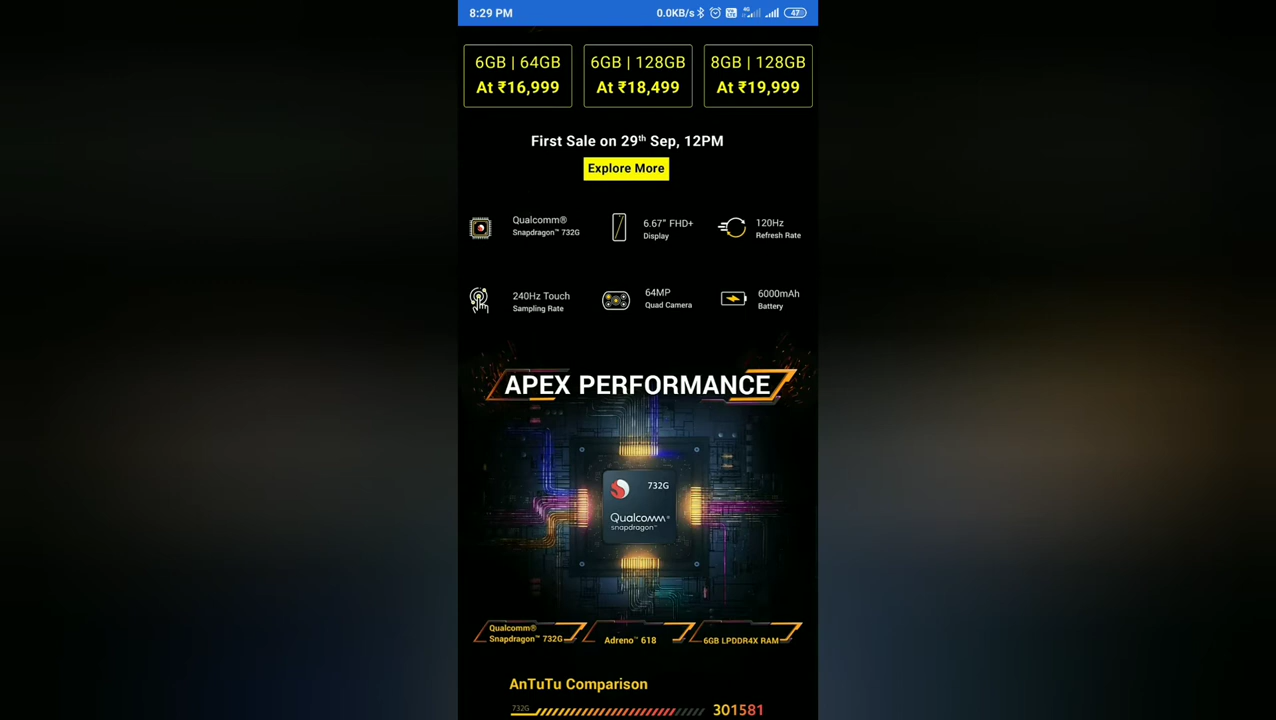 8:29 PM
0.0KB/s 4G 47
6GB | 64GB
At ₹16,999
6GB | 128GB
At ₹18,499
8GB | 128GB
At ₹19,999
First Sale on 29th Sep, 12PM
Explore More
Qualcomm®
Snapdragon™ 732G
6.67” FHD+
Display
120Hz
Refresh Rate
240Hz Touch
Sampling Rate
64MP
Quad Camera
6000mAh
Battery
APEX PERFORMANCE
732G
Qualcomm®
snapdragon™
Qualcomm®
Snapdragon™ 732G
Adreno™ 618
6GB LPDDR4X RAM
AnTuTu Comparison
732G
301581